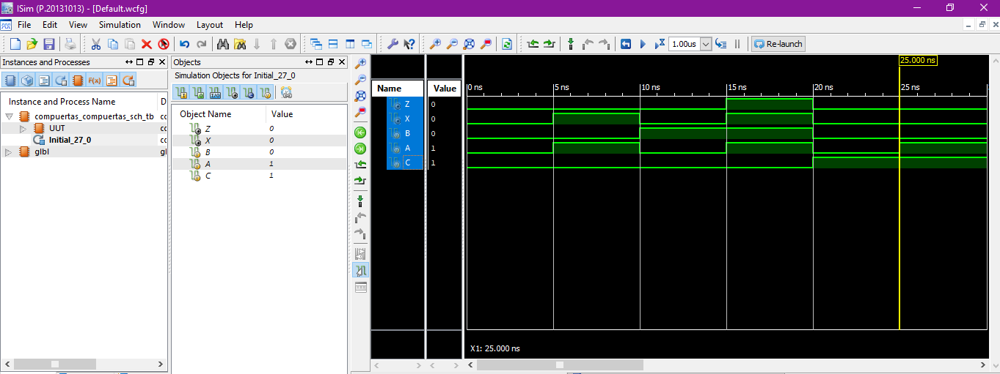 ISim (P.20131013) - [Default.wcfg]
File Edit View Simulation Window Layout Help
1.00us
Re-launch
Instances and Processes
Instance and Process Name D
compuertas_compuertas_sch_tb cc
UUT cc
Initial_27_0 cc
glbl gl
Objects
Simulation Objects for Initial_27_0
Object Name Value
Z 0
X 0
B 0
A 1
C 1
Name Value
Z 0
X 0
B 0
A 1
C 1
25.000 ns
0 ns 5 ns 10 ns 15 ns 20 ns 25 ns
X1: 25.000 ns